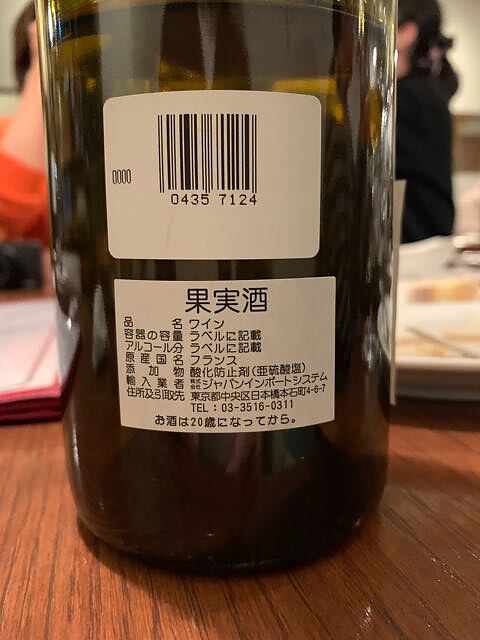 0000
0435 7124
果実酒
品名 ワイン
容器の容量 ラベルに記載
アルコール分 ラベルに記載
原産国名 フランス
添加物 酸化防止剤(亜硫酸塩)
輸入業者 株式会社ジャパンインポートシステム
住所及引取先 東京都中央区日本橋本石町4-6-7
TEL:03-3516-0311
お酒は20歳になってから。